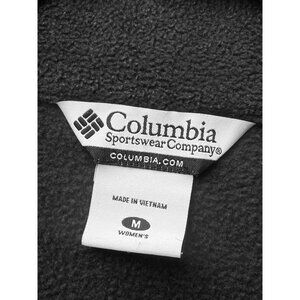 Columbia
Sportswear Company®
COLUMBIA.COM
MADE IN VIETNAM
M
WOMEN'S